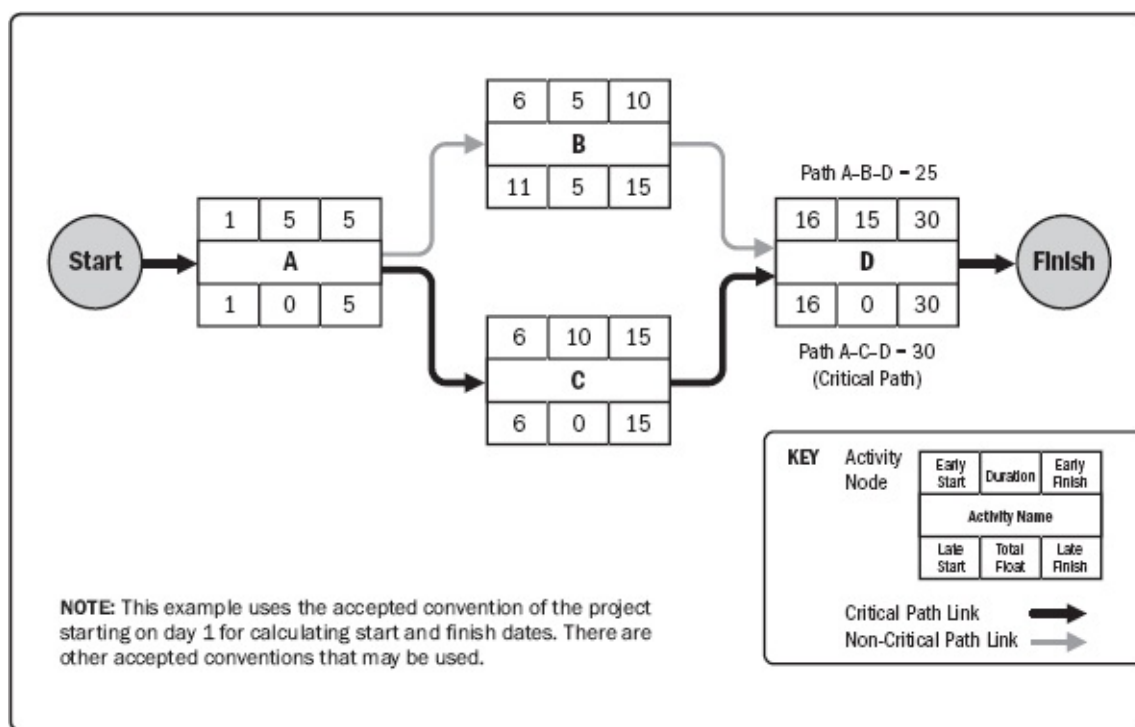 6 5 10
B
11 5 15
Path A-B-D = 25
1 5 5
A
1 0 5
Start
16 15 30
D
16 0 30
Finish
6 10 15
C
6 0 15
Path A-C-D = 30
(Critical Path)
KEY Activity
Node
Early
Start
Duration
Early
Finish
Activity Name
Late
Start
Total
Float
Late
Finish
Critical Path Link
Non-Critical Path Link
NOTE: This example uses the accepted convention of the project
starting on day 1 for calculating start and finish dates. There are
other accepted conventions that may be used.